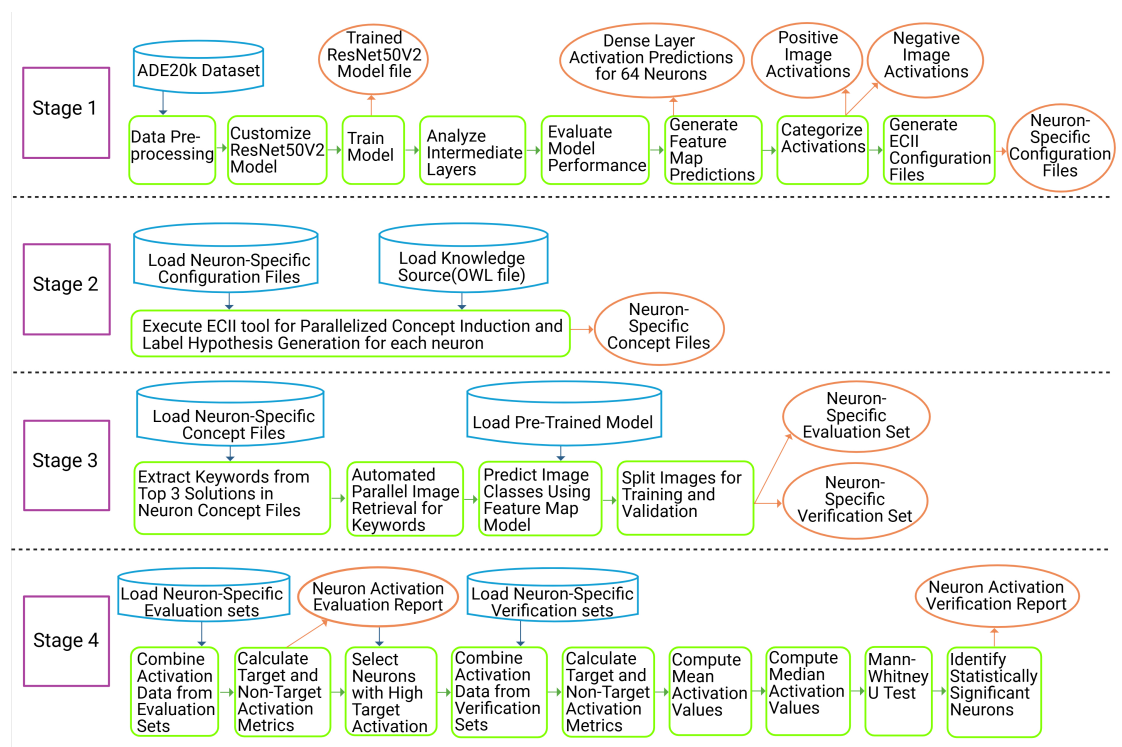 Stage 1
ADE20k Dataset
Trained
ResNet50V2
Model file
Dense Layer
Activation Predictions
for 64 Neurons
Positive
Image
Activations
Negative
Image
Activations
Data Pre-
processing
Customize
ResNet50V2
Model
Train
Model
Analyze
Intermediate
Layers
Evaluate
Model
Performance
Generate
Feature
Map
Predictions
Categorize
Activations
Generate
ECII
Configuration
Files
Neuron-
Specific
Configuration
Files
Stage 2
Load Neuron-Specific
Configuration Files
Load Knowledge
Source(OWL file)
Execute ECII tool for Parallelized Concept Induction and
Label Hypothesis Generation for each neuron
Neuron-
Specific
Concept Files
Stage 3
Load Neuron-Specific
Concept Files
Load Pre-Trained Model
Extract Keywords from
Top 3 Solutions in
Neuron Concept Files
Automated
Parallel Image
Retrieval for
Keywords
Predict Image
Classes Using
Feature Map
Model
Split Images for
Training and
Validation
Neuron-
Specific
Evaluation Set
Neuron-
Specific
Verification Set
Stage 4
Load Neuron-Specific
Evaluation sets
Neuron Activation
Evaluation Report
Load Neuron-Specific
Verification sets
Neuron Activation
Verification Report
Combine
Activation
Data from
Evaluation
Sets
Calculate
Target and
Non-Target
Activation
Metrics
Select
Neurons
with High
Target
Activation
Combine
Activation
Data from
Verification
Sets
Calculate
Target and
Non-Target
Activation
Metrics
Compute
Mean
Activation
Values
Compute
Median
Activation
Values
Mann-
Whitney
U Test
Identify
Statistically
Significant
Neurons